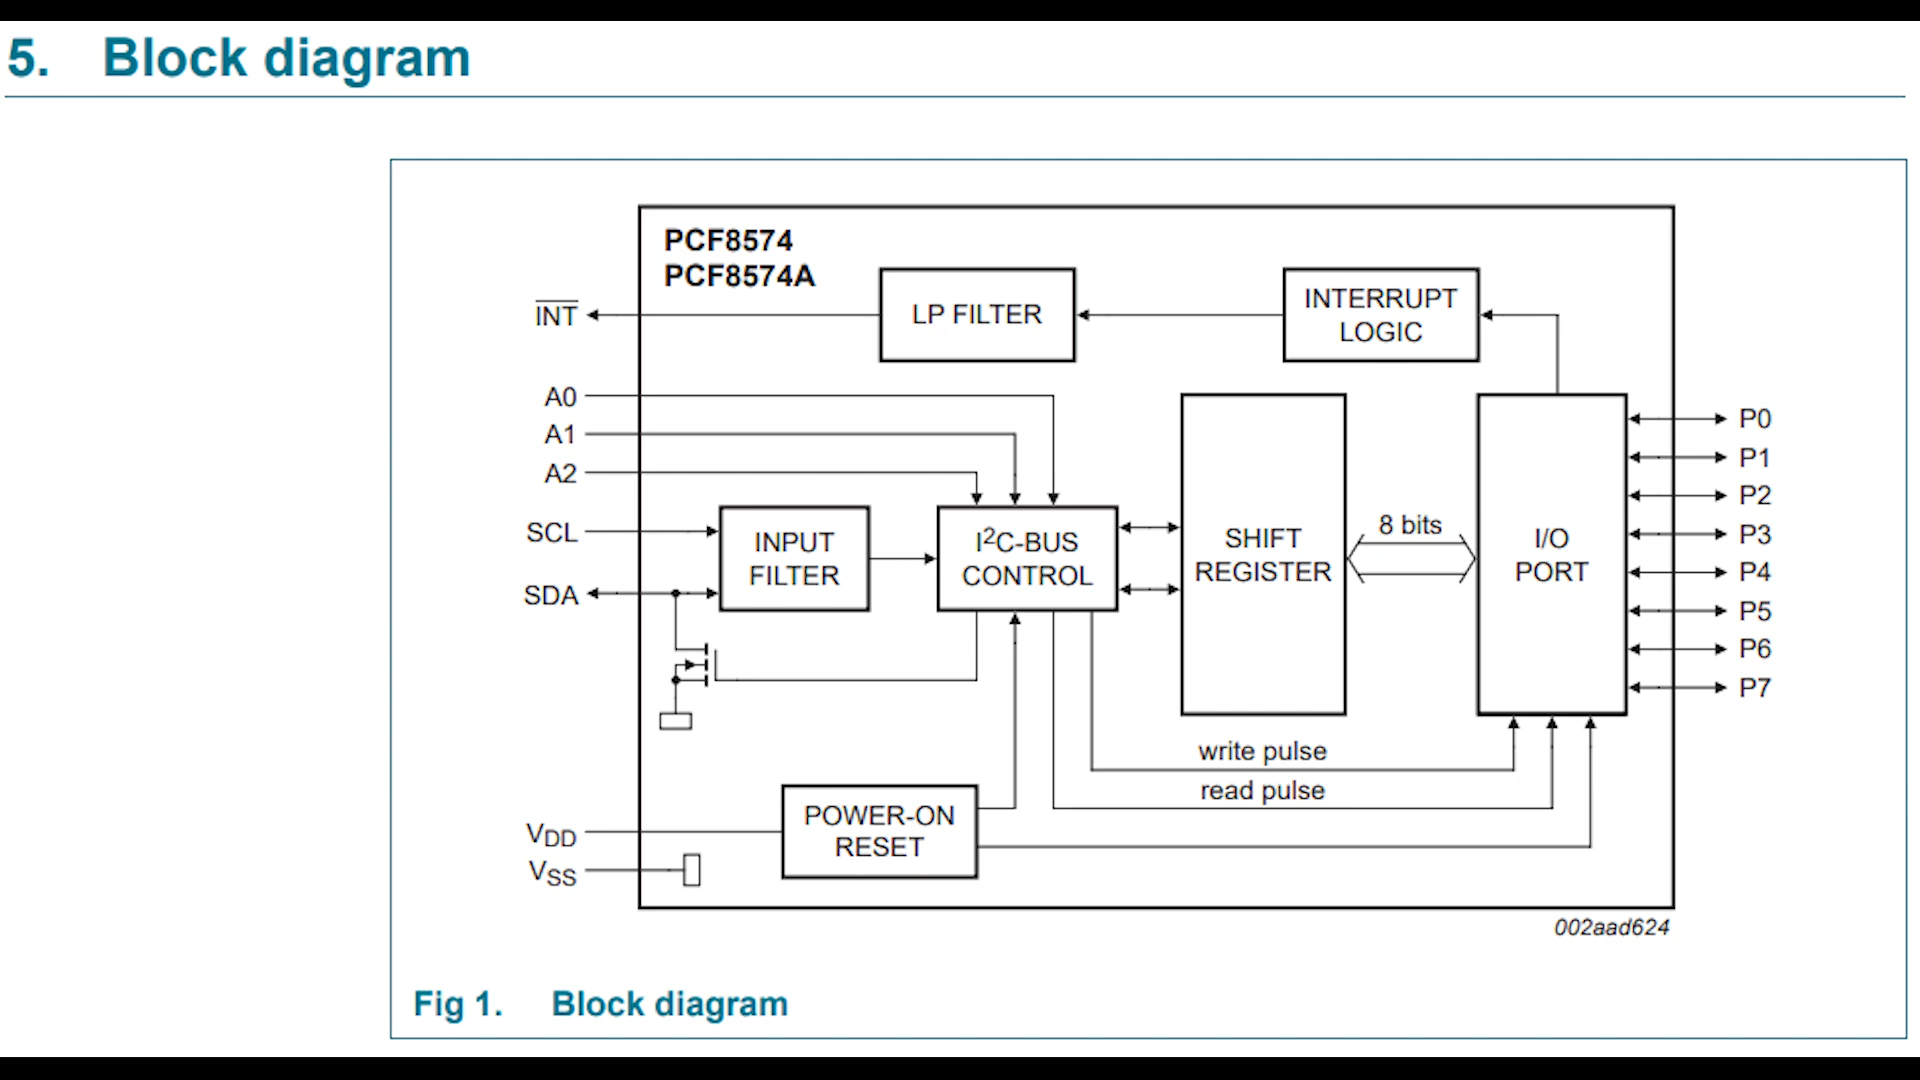 5. Block diagram
PCF8574
PCF8574A
INT
LP FILTER
INTERRUPT
LOGIC
A0
A1
A2
SCL
SDA
INPUT
FILTER
I²C-BUS
CONTROL
SHIFT
REGISTER
8 bits
I/O
PORT
P0
P1
P2
P3
P4
P5
P6
P7
write pulse
read pulse
POWER-ON
RESET
VDD
VSS
002aad624
Fig 1. Block diagram